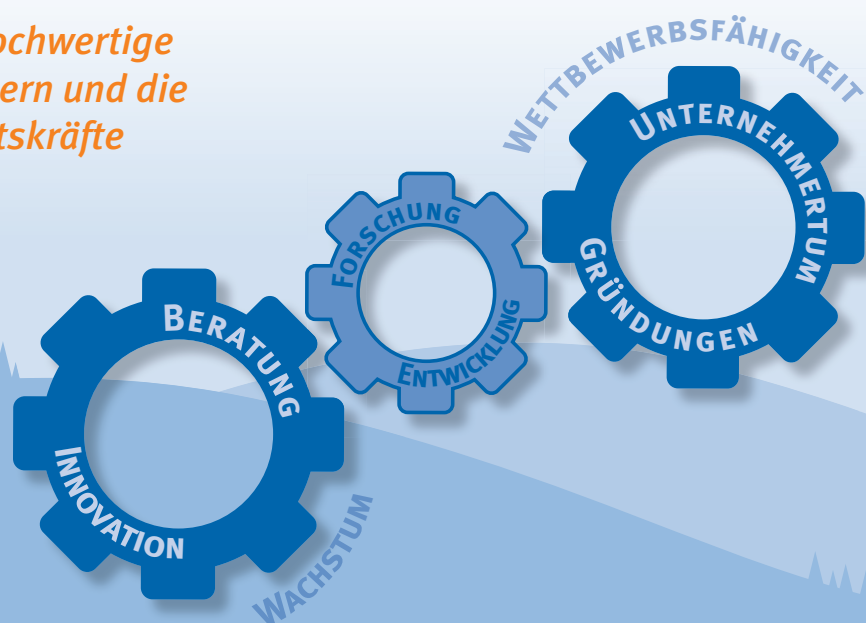 ochwertige
ern und die
tskräfte
WETTBEWERBSFÄHIGKEIT
UNTERNEHMERTUM
GRÜNDUNGEN
FORSCHUNG
ENTWICKLUNG
BERATUNG
INNOVATION
WACHSTUM